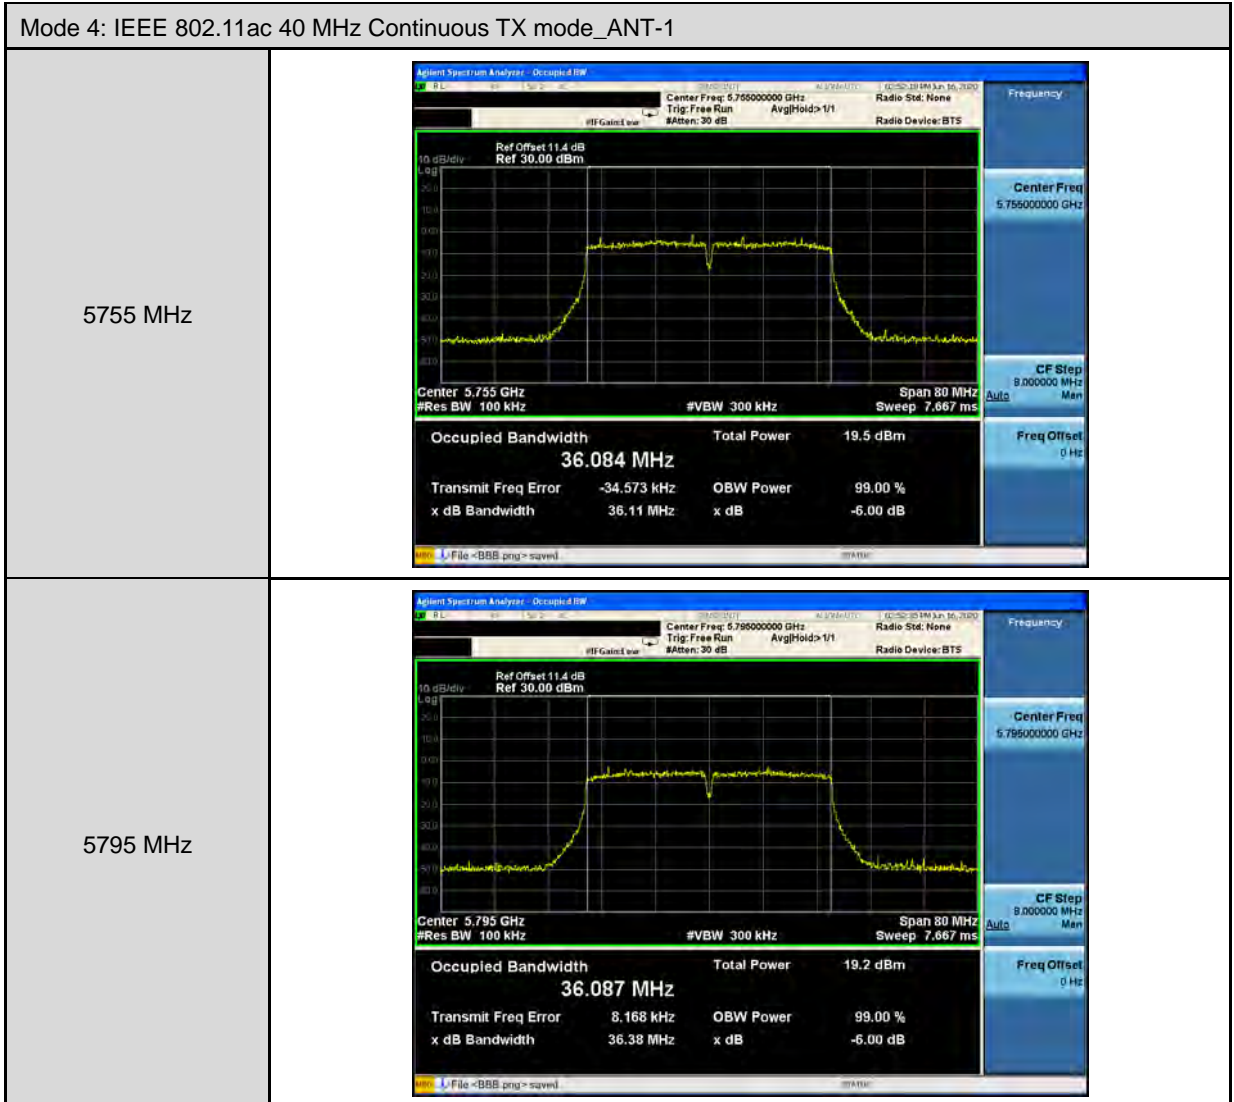 Mode 4: IEEE 802.11ac 40 MHz Continuous TX mode_ANT-1
5755 MHz
Agilent Spectrum Analyzer - Occupied BW
Center Freq: 5.755000000 GHz
Radio Std: None
Trig: Free Run Avg|Hold:>1/1
#IFGain:Low #Atten: 30 dB Radio Device: BTS
Frequency
Ref Offset 11.4 dB
10 dB/div Ref 30.00 dBm
Log
Center Freq
5.755000000 GHz
CF Step
8.000000 MHz
Auto Man
Center 5.755 GHz Span 80 MHz
#Res BW 100 kHz #VBW 300 kHz Sweep 7.667 ms
Occupied Bandwidth Total Power 19.5 dBm
36.084 MHz
Freq Offset
0 Hz
Transmit Freq Error -34.573 kHz OBW Power 99.00 %
x dB Bandwidth 36.11 MHz x dB -6.00 dB
MSG File <BBB.png> saved STATUS
5795 MHz
Agilent Spectrum Analyzer - Occupied BW
Center Freq: 5.795000000 GHz
Radio Std: None
Trig: Free Run Avg|Hold:>1/1
#IFGain:Low #Atten: 30 dB Radio Device: BTS
Frequency
Ref Offset 11.4 dB
10 dB/div Ref 30.00 dBm
Log
Center Freq
5.795000000 GHz
CF Step
8.000000 MHz
Auto Man
Center 5.795 GHz Span 80 MHz
#Res BW 100 kHz #VBW 300 kHz Sweep 7.667 ms
Occupied Bandwidth Total Power 19.2 dBm
36.087 MHz
Freq Offset
0 Hz
Transmit Freq Error 8.168 kHz OBW Power 99.00 %
x dB Bandwidth 36.38 MHz x dB -6.00 dB
MSG File <BBB.png> saved STATUS